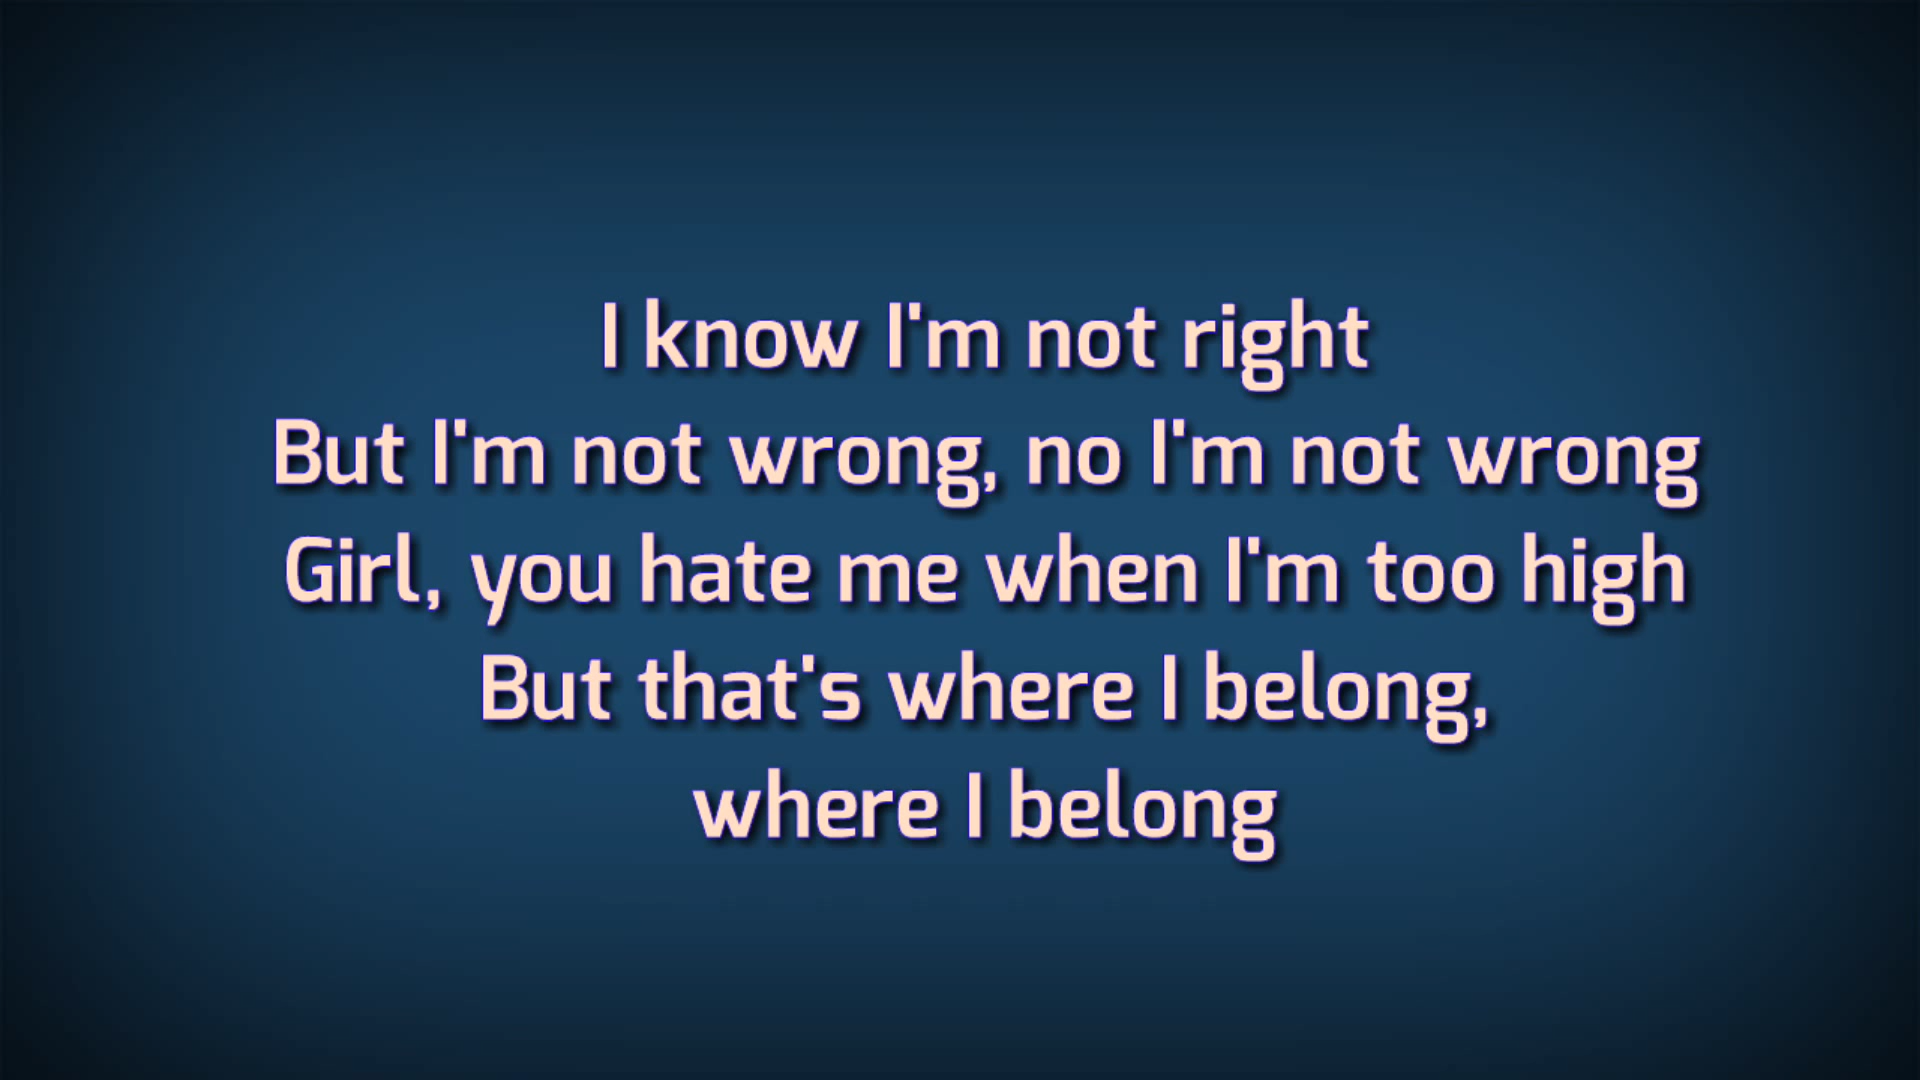 I know I'm not right
But I'm not wrong, no I'm not wrong
Girl, you hate me when I'm too high
But that's where I belong,
where I belong